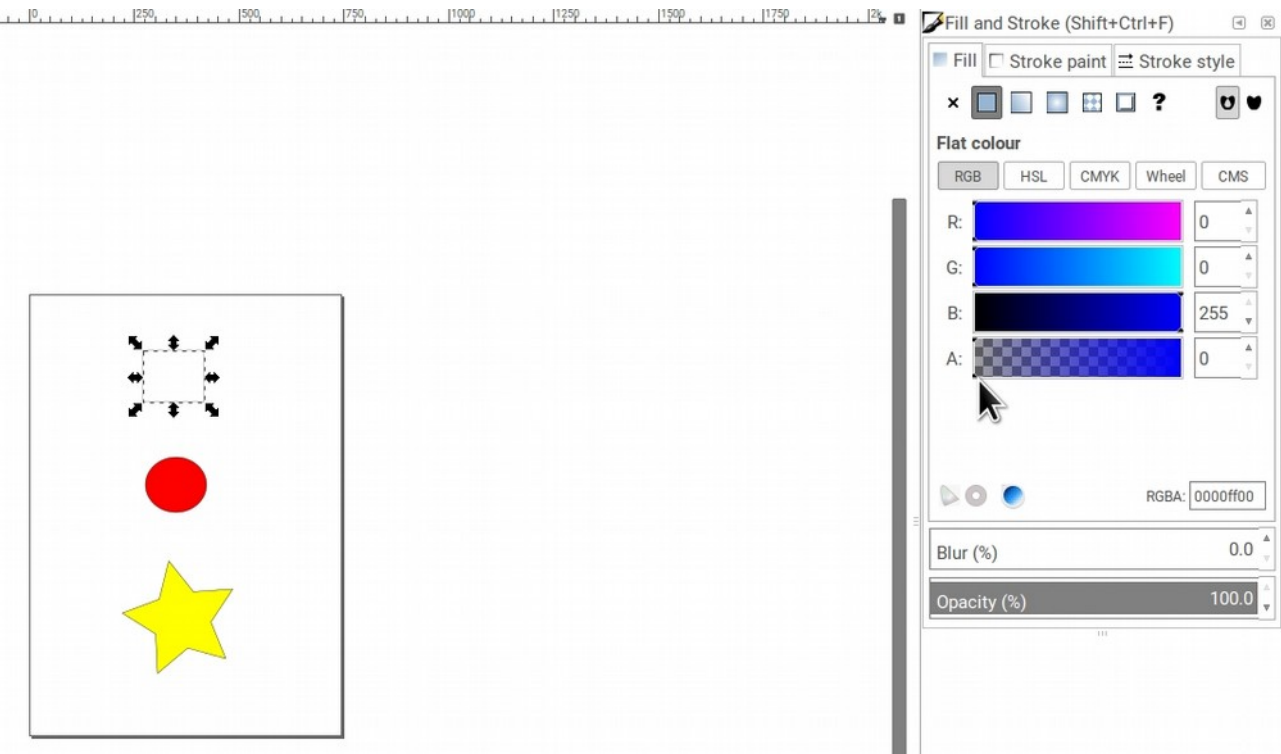 0 250 500 750 1000 1250 1500 1750
Fill and Stroke (Shift+Ctrl+F)
Fill Stroke paint Stroke style
?
Flat colour
RGB HSL CMYK Wheel CMS
R: 0
G: 0
B: 255
A: 0
RGBA: 0000ff00
Blur (%) 0.0
Opacity (%) 100.0